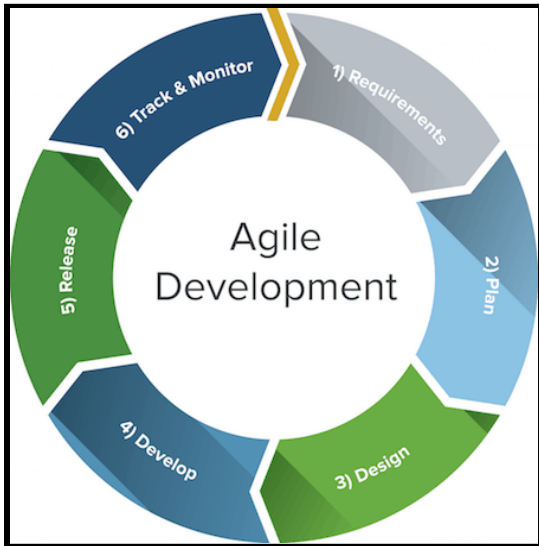 Agile
Development
1) Requirements
2) Plan
3) Design
4) Develop
5) Release
6) Track & Monitor